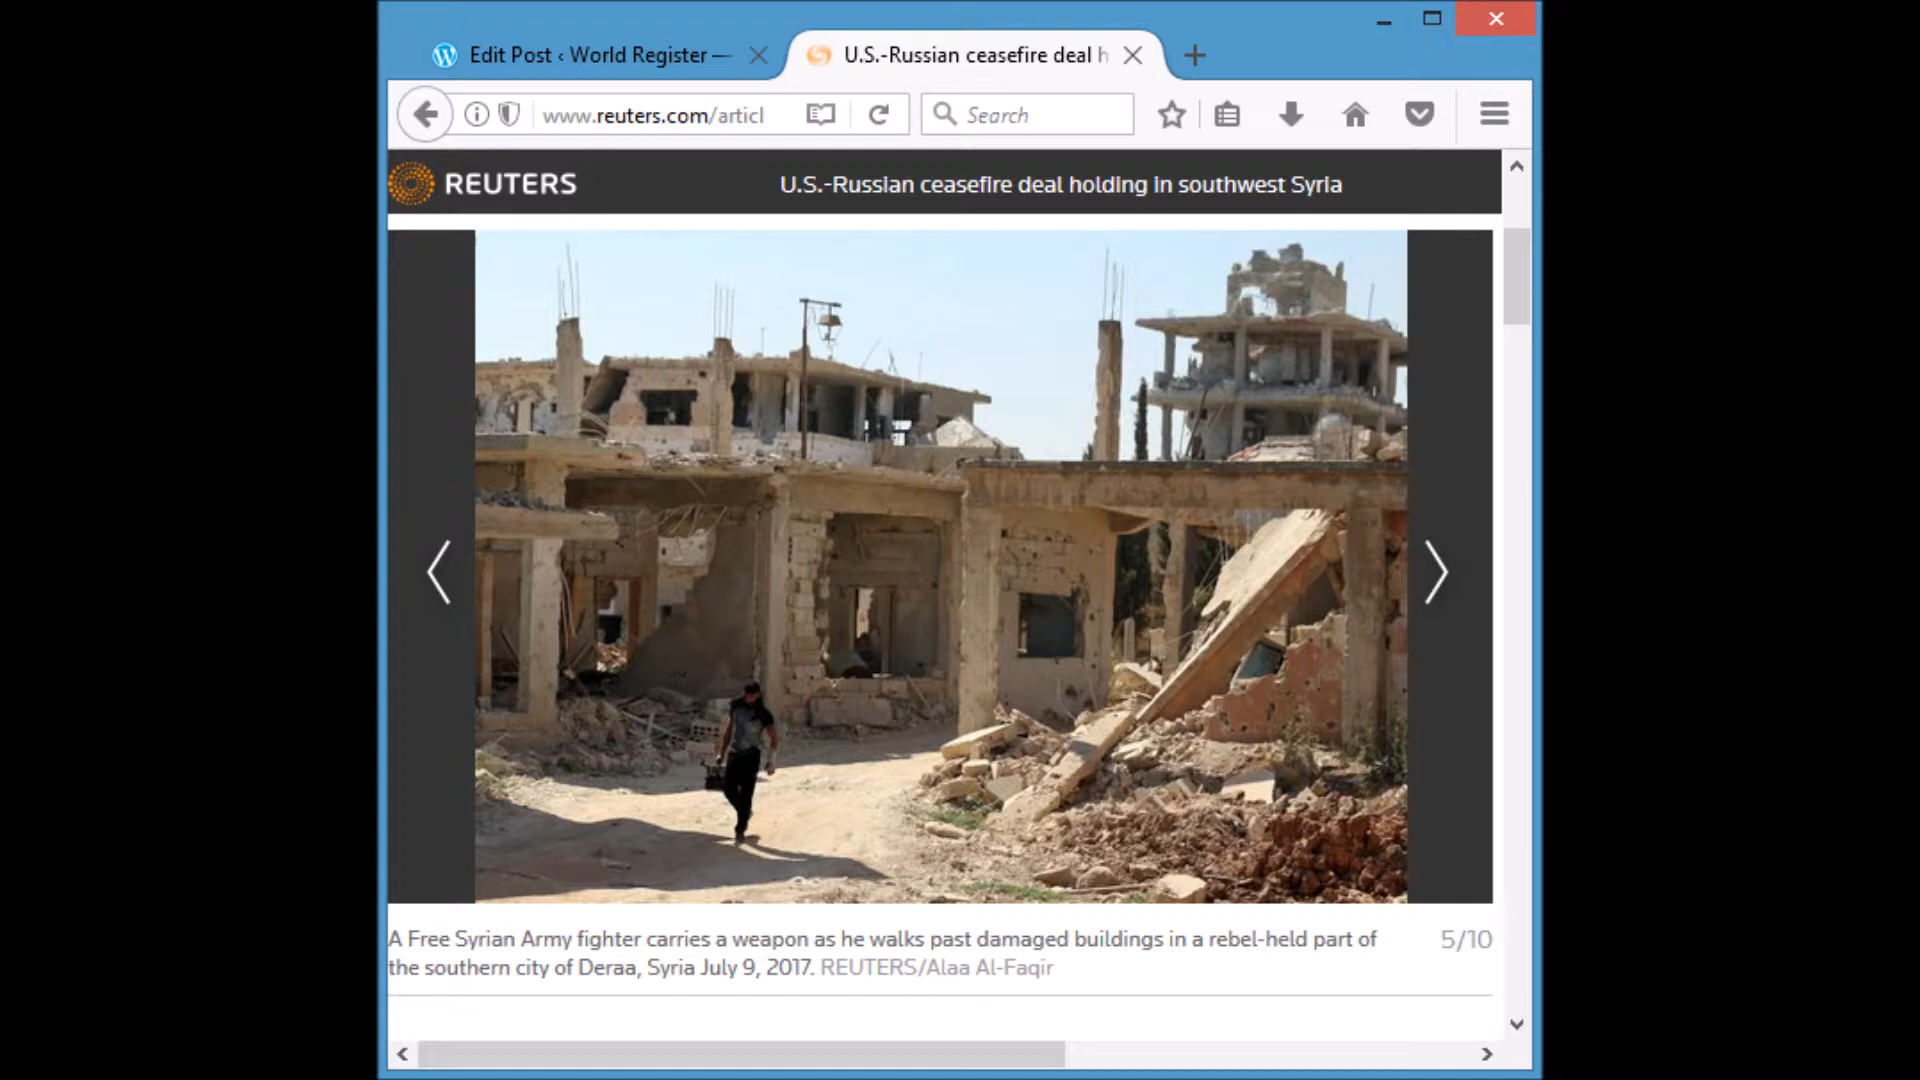 Edit Post ‹ World Register —
U.S.-Russian ceasefire deal h
www.reuters.com/articl
Search
REUTERS
U.S.-Russian ceasefire deal holding in southwest Syria
A Free Syrian Army fighter carries a weapon as he walks past damaged buildings in a rebel-held part of
5/10
the southern city of Deraa, Syria July 9, 2017. REUTERS/Alaa Al-Faqir